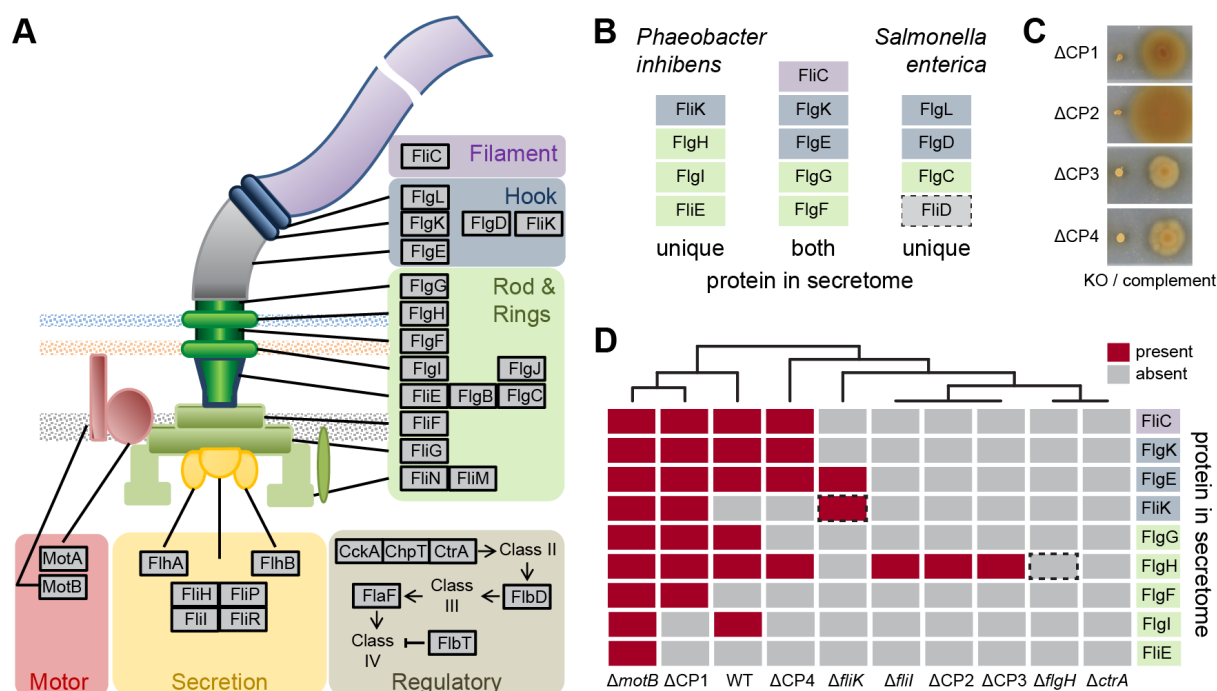 A
FliC
Filament
Hook
FlgL
FlgK
FlgD
FliK
FlgE
Rod &
Rings
FlgG
FlgH
FlgF
FlgI
FlgJ
FliE
FlgB
FlgC
FliF
FliG
FliN
FliM
MotA
MotB
Motor
FlhA
FlhB
FliH
FliP
FliI
FliR
Secretion
CckA
ChpT
CtrA
Class II
FlaF
Class
III
FlbD
Class
IV
FlbT
Regulatory
B
Phaeobacter
inhibens
Salmonella
enterica
FliC
FliK
FlgK
FlgL
FlgH
FlgE
FlgD
FlgI
FlgG
FlgC
FliE
FlgF
FliD
unique
both
unique
protein in secretome
C
ΔCP1
ΔCP2
ΔCP3
ΔCP4
KO / complement
D
present
absent
FliC
FlgK
FlgE
FliK
FlgG
FlgH
FlgF
FlgI
FliE
protein in secretome
ΔmotB
ΔCP1
WT
ΔCP4
ΔfliK
ΔfliI
ΔCP2
ΔCP3
ΔflgH
ΔctrA